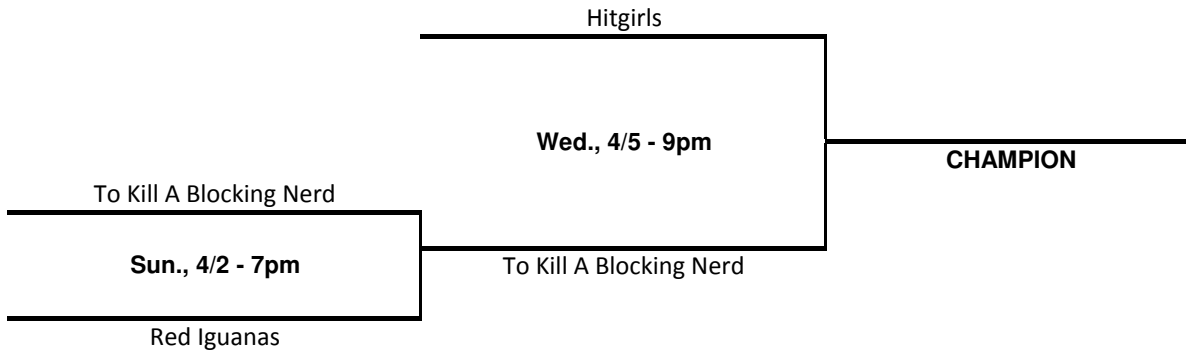 Hitgirls
Wed., 4/5 - 9pm
CHAMPION
To Kill A Blocking Nerd
Sun., 4/2 - 7pm
To Kill A Blocking Nerd
Red Iguanas